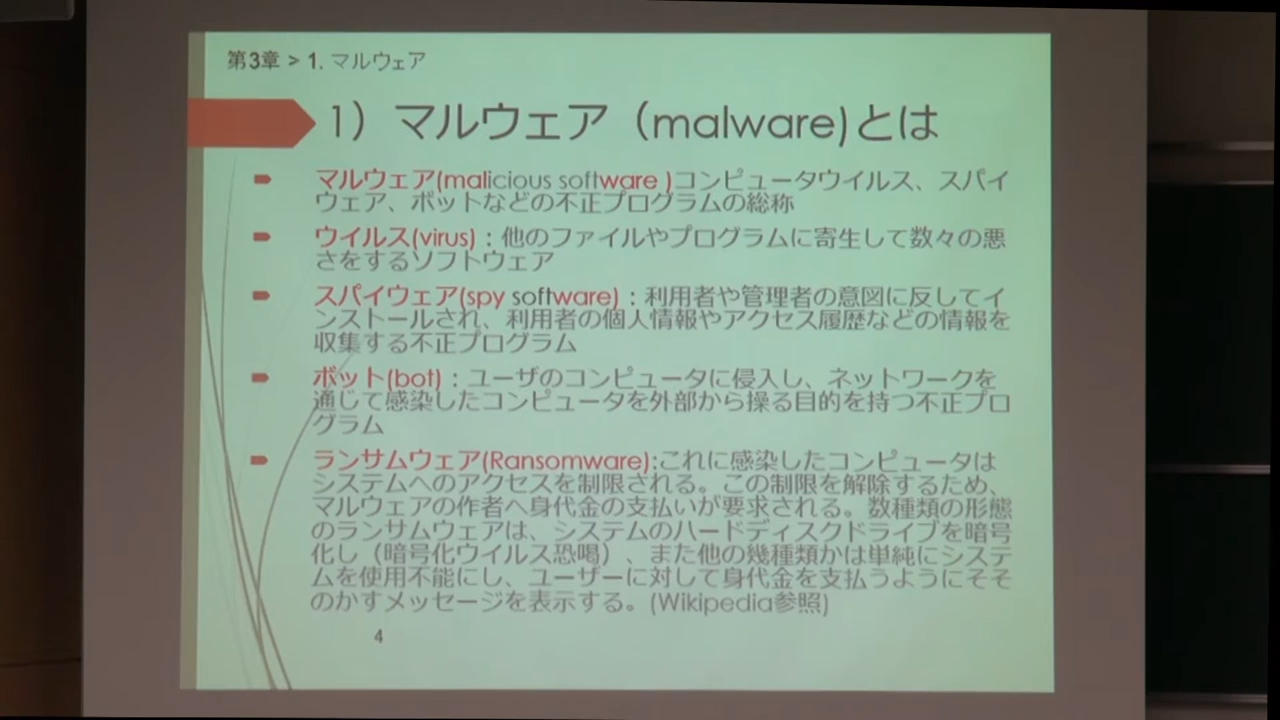 第3章 > 1. マルウェア
1）マルウェア（malware)とは
マルウェア(malicious software )コンピュータウイルス、スパイ
ウェア、ボットなどの不正プログラムの総称
ウイルス(virus)：他のファイルやプログラムに寄生して数々の悪
さをするソフトウェア
スパイウェア(spy software)：利用者や管理者の意図に反してイ
ンストールされ、利用者の個人情報やアクセス履歴などの情報を
収集する不正プログラム
ボット(bot)：ユーザのコンピュータに侵入し、ネットワークを
通じて感染したコンピュータを外部から操る目的を持つ不正プロ
グラム
ランサムウェア(Ransomware):これに感染したコンピュータは
システムへのアクセスを制限される。この制限を解除するため、
マルウェアの作者へ身代金の支払いが要求される。数種類の形態
のランサムウェアは、システムのハードディスクドライブを暗号
化し（暗号化ウイルス恐喝）、また他の幾種類かは単純にシステ
ムを使用不能にし、ユーザーに対して身代金を支払うようにそそ
のかすメッセージを表示する。(Wikipedia参照)
4